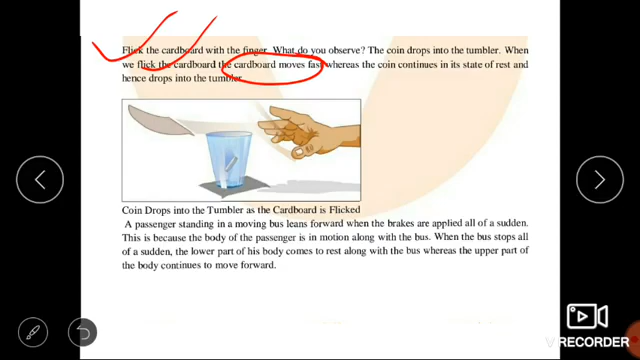 Flick the cardboard with the finger. What do you observe? The coin drops into the tumbler. When
we flick the cardboard the cardboard moves fast whereas the coin continues in its state of rest and
hence drops into the tumbler.
Coin Drops into the Tumbler as the Cardboard is Flicked
A passenger standing in a moving bus leans forward when the brakes are applied all of a sudden.
This is because the body of the passenger is in motion along with the bus. When the bus stops all
of a sudden, the lower part of his body comes to rest along with the bus whereas the upper part of
the body continues to move forward.
V RECORDER